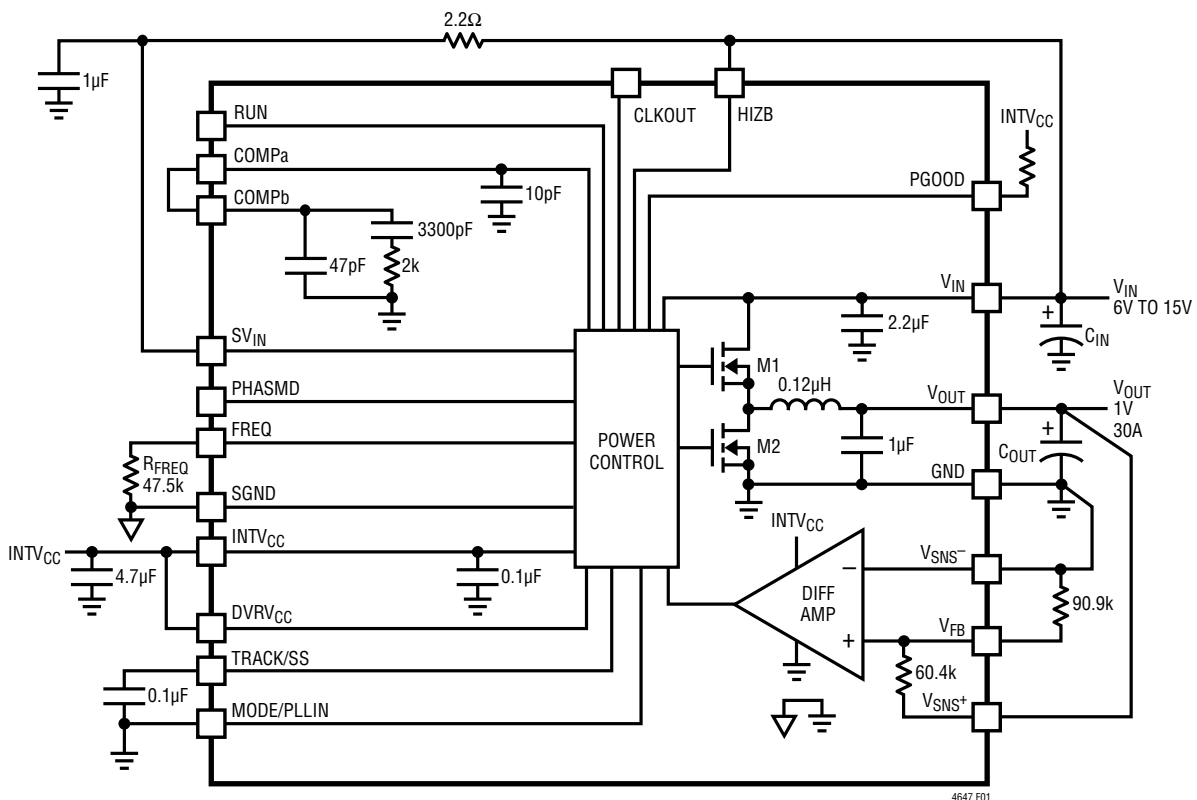 2.2Ω
1µF
CLKOUT
HIZB
INTVCC
RUN
COMPa
COMPb
10pF
PGOOD
3300pF
47pF
2k
VIN
VIN
6V TO 15V
2.2µF
CIN
SVIN
M1
0.12µH
PHASMD
VOUT
VOUT
1V
30A
FREQ
POWER
CONTROL
M2
1µF
COUT
RFREQ
47.5k
GND
SGND
INTVCC
INTVCC
INTVCC
4.7µF
0.1µF
VSNS–
–
DIFF
AMP
90.9k
DVRVCC
VFB
+
TRACK/SS
60.4k
0.1µF
VSNS+
MODE/PLLIN
4647 F01